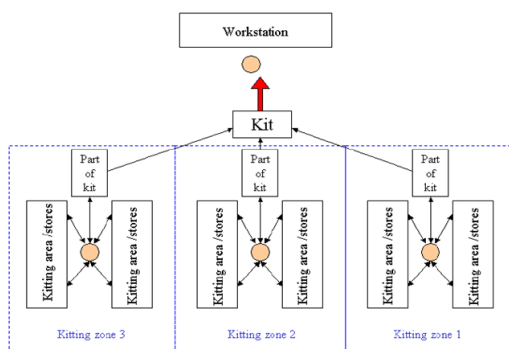 Workstation
Kit
Part
of
kit
Part
of
kit
Part
of
kit
Kitting area /stores
Kitting area /stores
Kitting area /stores
Kitting area /stores
Kitting area /stores
Kitting area /stores
Kitting zone 3
Kitting zone 2
Kitting zone 1